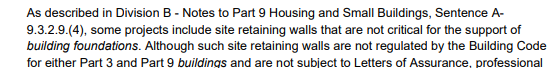 As described in Division B - Notes to Part 9 Housing and Small Buildings, Sentence A-
9.3.2.9.(4), some projects include site retaining walls that are not critical for the support of
building foundations. Although such site retaining walls are not regulated by the Building Code
for either Part 3 and Part 9 buildings and are not subject to Letters of Assurance, professional